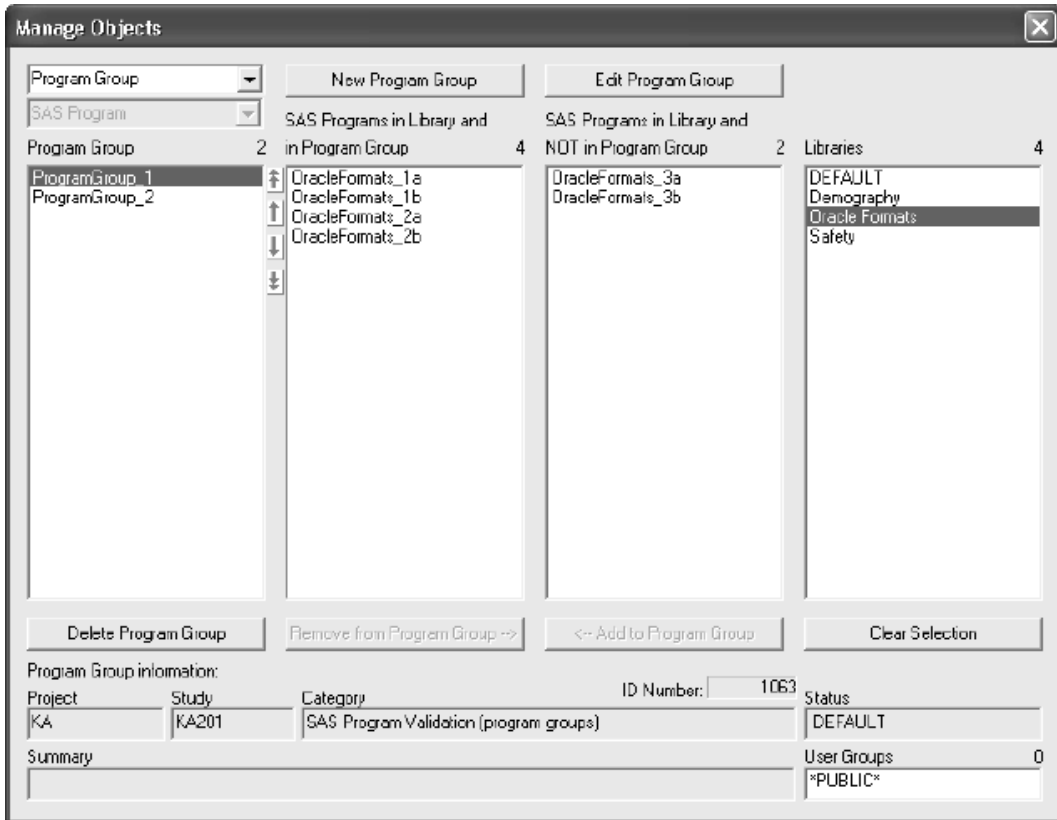 Manage Objects
Program Group
New Program Group
Edit Program Group
SAS Program
SAS Programs in Library and
SAS Programs in Library and
Program Group 2
in Program Group 4
NOT in Program Group 2
Libraries 4
ProgramGroup_1
ProgramGroup_2
OracleFormats_1a
OracleFormats_1b
OracleFormats_2a
OracleFormats_2b
OracleFormats_3a
OracleFormats_3b
DEFAULT
Demography
Oracle Formats
Safety
Delete Program Group
Remove from Program Group -->
<-- Add to Program Group
Clear Selection
Program Group information:
ID Number: 1063
Project
Study
Category
Status
KA
KA201
SAS Program Validation (program groups)
DEFAULT
Summary
User Groups 0
*PUBLIC*